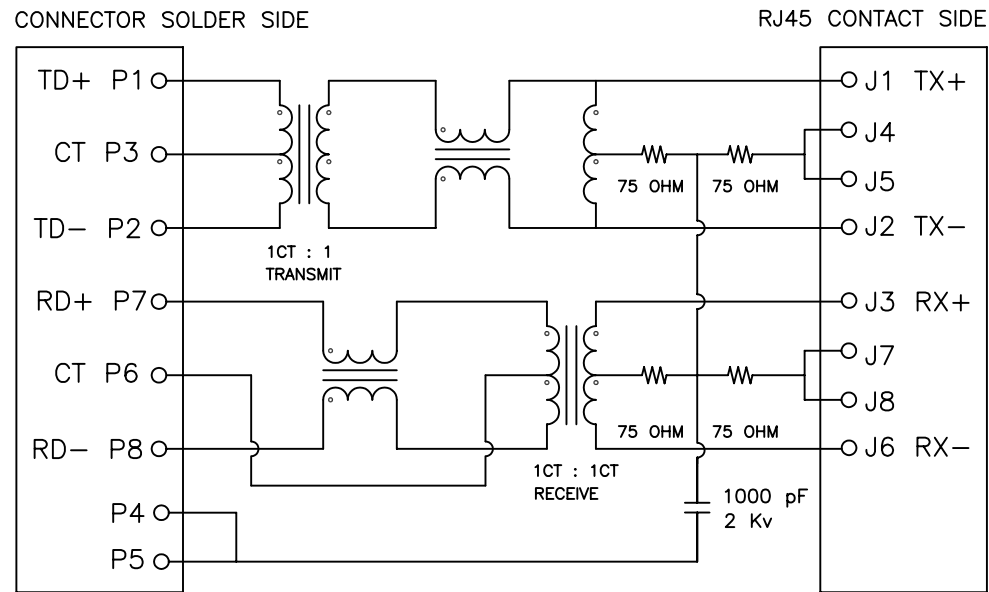 CONNECTOR SOLDER SIDE
RJ45 CONTACT SIDE
TD+ P1
J1 TX+
J4
CT P3
75 OHM 75 OHM
J5
TD- P2
J2 TX-
1CT : 1
TRANSMIT
RD+ P7
J3 RX+
J7
CT P6
J8
75 OHM 75 OHM
RD- P8
J6 RX-
1CT : 1CT
RECEIVE
1000 pF
2 Kv
P4
P5